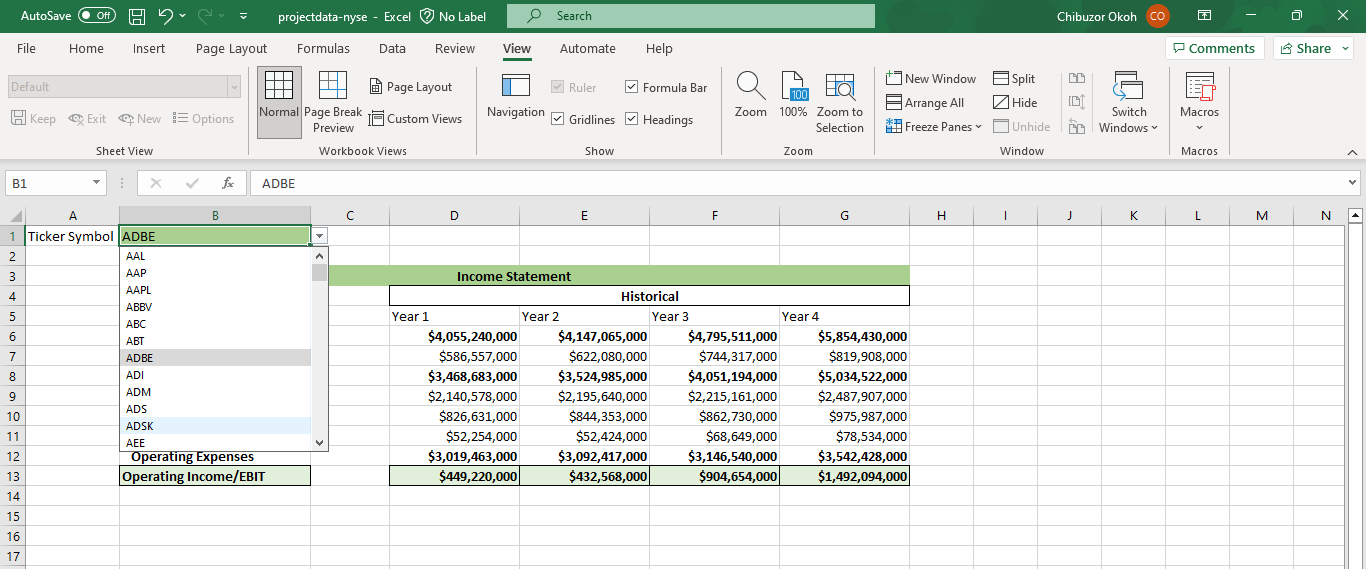 AutoSave Off projectdata-nyse - Excel No Label Search Chibuzor Okoh CO
File Home Insert Page Layout Formulas Data Review View Automate Help Comments Share
Default
Keep Exit New Options
Sheet View
Normal Page Break Preview Page Layout Custom Views
Workbook Views
Navigation Ruler Formula Bar
Gridlines Headings
Show
Zoom 100 100% Zoom to Selection
Zoom
New Window Split
Arrange All Hide
Freeze Panes Unhide
Switch Windows
Window
Macros
Macros
B1 fx ADBE
A B C D E F G H I J K L M N
1 Ticker Symbol ADBE
2 AAL
AAP
3 Income Statement
AAPL
4 Historical
ABBV
5 Year 1 Year 2 Year 3 Year 4
ABC
6 $4,055,240,000 $4,147,065,000 $4,795,511,000 $5,854,430,000
ABT
7 ADBE $586,557,000 $622,080,000 $744,317,000 $819,908,000
8 ADI $3,468,683,000 $3,524,985,000 $4,051,194,000 $5,034,522,000
9 ADM $2,140,578,000 $2,195,640,000 $2,215,161,000 $2,487,907,000
ADS
10 $826,631,000 $844,353,000 $862,730,000 $975,987,000
ADSK
11 $52,254,000 $52,424,000 $68,649,000 $78,534,000
AEE
12 Operating Expenses $3,019,463,000 $3,092,417,000 $3,146,540,000 $3,542,428,000
13 Operating Income/EBIT $449,220,000 $432,568,000 $904,654,000 $1,492,094,000
14
15
16
17